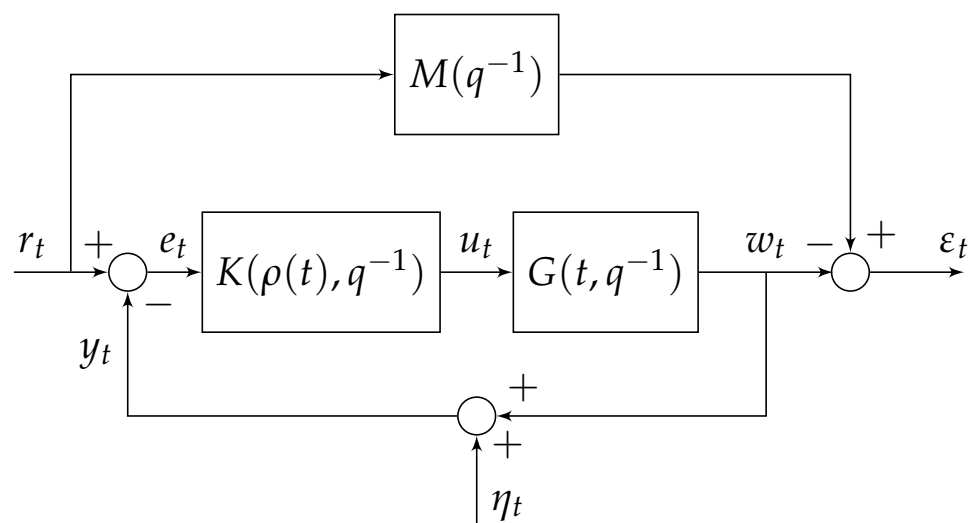 M(q⁻¹)
r_t
+
e_t
K(ρ(t), q⁻¹)
u_t
G(t, q⁻¹)
w_t
−
+
ε_t
−
y_t
+
+
η_t